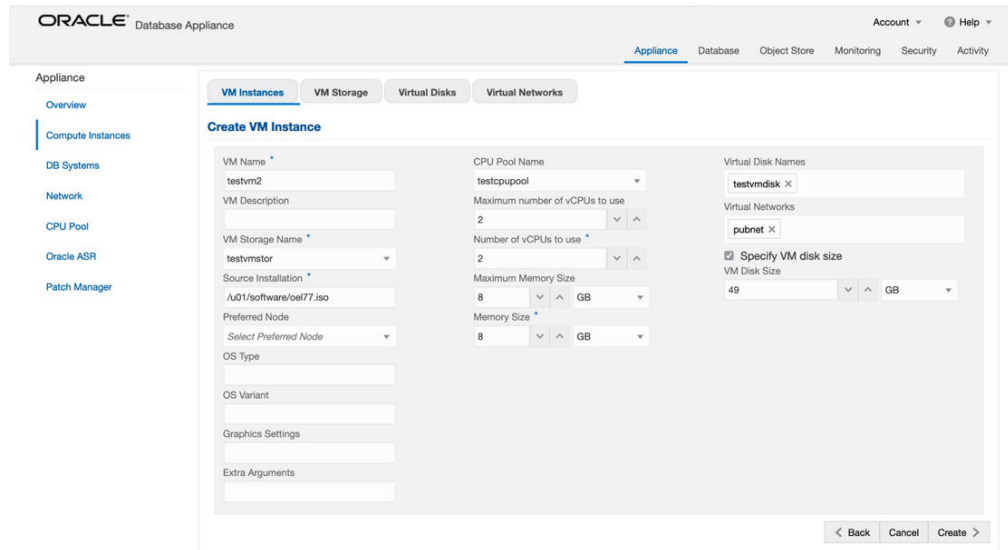 ORACLE® Database Appliance
Account
Help
Appliance Database Object Store Monitoring Security Activity
Appliance
Overview
Compute Instances
DB Systems
Network
CPU Pool
Oracle ASR
Patch Manager
VM Instances VM Storage Virtual Disks Virtual Networks
Create VM Instance
VM Name *
testvm2
VM Description
VM Storage Name *
testvmstor
Source Installation *
/u01/software/oel77.iso
Preferred Node
Select Preferred Node
OS Type
OS Variant
Graphics Settings
Extra Arguments
CPU Pool Name
testcpupool
Maximum number of vCPUs to use
2
Number of vCPUs to use *
2
Maximum Memory Size
8 GB
Memory Size *
8 GB
Virtual Disk Names
testvmdisk
Virtual Networks
pubnet
Specify VM disk size
VM Disk Size
49 GB
Back Cancel Create